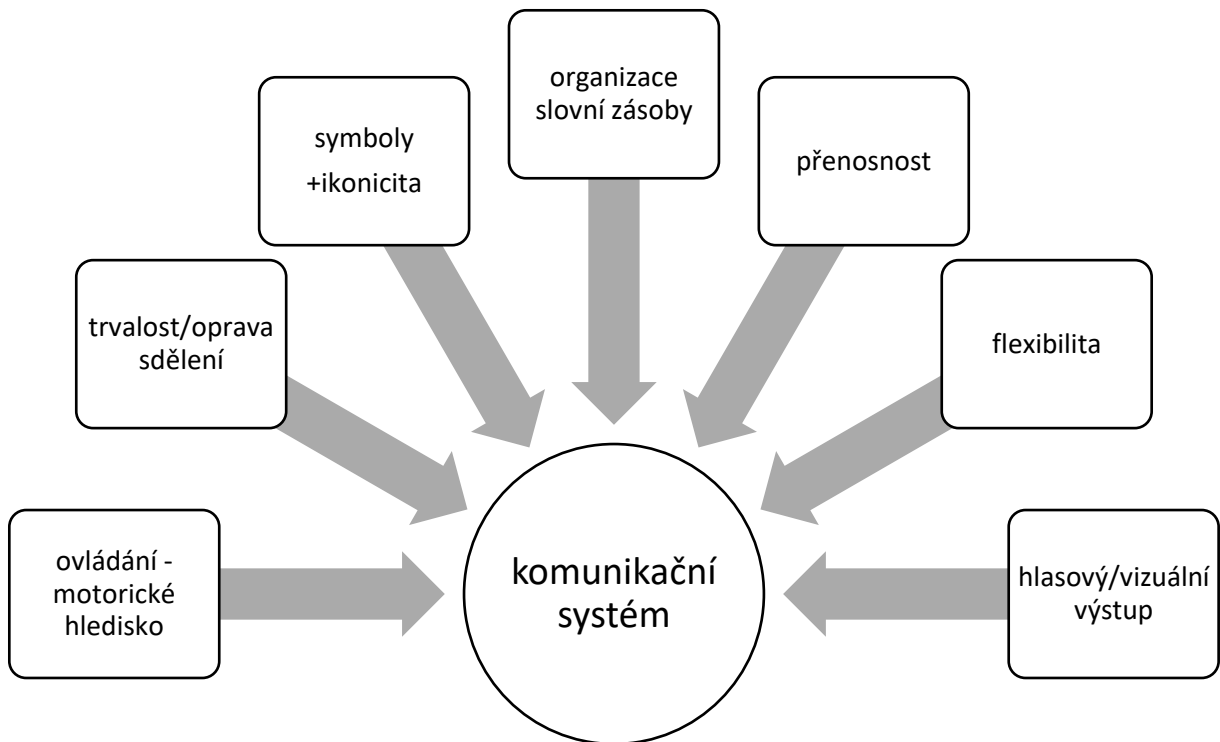 organizace
slovní zásoby
symboly
+ikonicita
přenosnost
trvalost/oprava
sdělení
flexibilita
ovládání -
motorické
hledisko
komunikační
systém
hlasový/vizuální
výstup